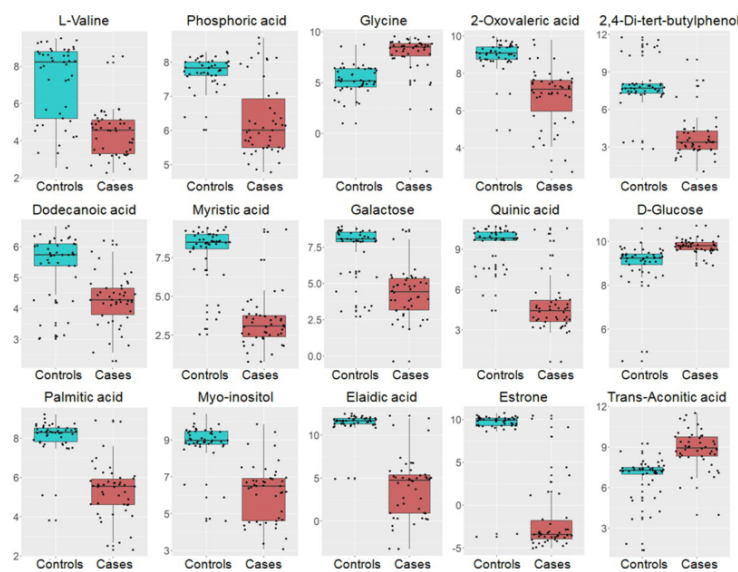 L-Valine
8
6
4
2
Controls Cases
Phosphoric acid
8
7
6
5
Controls Cases
Glycine
10
5
0
Controls Cases
2-Oxovaleric acid
10
8
6
4
Controls Cases
2,4-Di-tert-butylphenol
12
9
6
3
Controls Cases
Dodecanoic acid
6
5
4
3
Controls Cases
Myristic acid
7.5
5.0
2.5
Controls Cases
Galactose
7.5
5.0
2.5
0.0
Controls Cases
Quinic acid
9
6
3
Controls Cases
D-Glucose
10
8
6
Controls Cases
Palmitic acid
8
6
4
2
Controls Cases
Myo-inositol
9
7
5
3
Controls Cases
Elaidic acid
10
5
0
Controls Cases
Estrone
10
5
0
-5
Controls Cases
Trans-Aconitic acid
12
9
6
3
Controls Cases